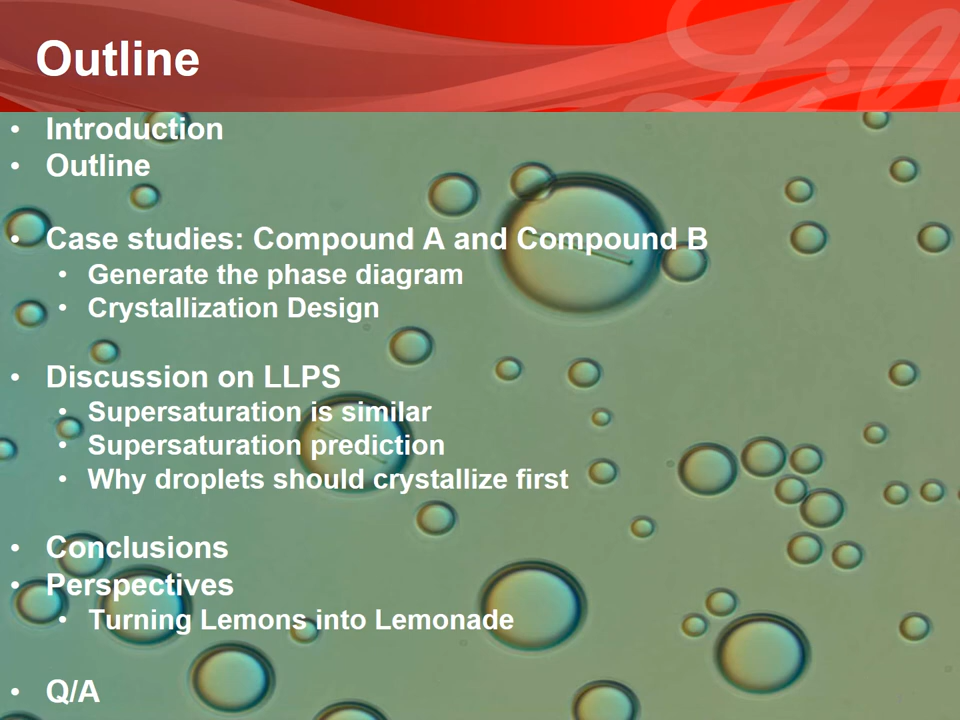 Outline
• Introduction
• Outline
• Case studies: Compound A and Compound B
• Generate the phase diagram
• Crystallization Design
• Discussion on LLPS
• Supersaturation is similar
• Supersaturation prediction
• Why droplets should crystallize first
• Conclusions
• Perspectives
• Turning Lemons into Lemonade
• Q/A